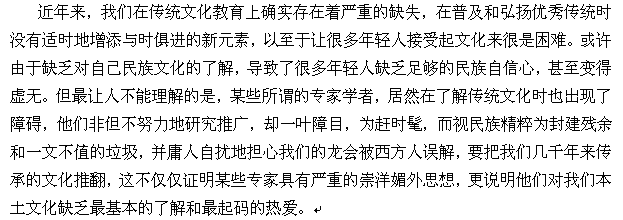 近年来，我们在传统文化教育上确实存在着严重的缺失，在普及和弘扬优秀传统时
没有适时地增添与时俱进的新元素，以至于让很多年轻人接受起文化来很是困难。或许
由于缺乏对自己民族文化的了解，导致了很多年轻人缺乏足够的民族自信心，甚至变得
虚无。但最让人不能理解的是，某些所谓的专家学者，居然在了解传统文化时也出现了
障碍，他们非但不努力地研究推广，却一叶障目，为赶时髦，而视民族精粹为封建残余
和一文不值的垃圾，并庸人自扰地担心我们的龙会被西方人误解，要把我们几千年来传
承的文化推翻，这不仅仅证明某些专家具有严重的崇洋媚外思想，更说明他们对我们本
土文化缺乏最基本的了解和最起码的热爱。